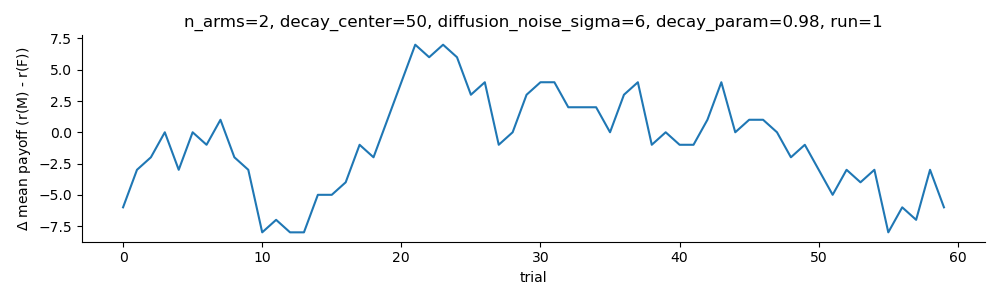 n_arms=2, decay_center=50, diffusion_noise_sigma=6, decay_param=0.98, run=1
Δ mean payoff (r(M) - r(F))
7.5
5.0
2.5
0.0
−2.5
−5.0
−7.5
0 10 20 30 40 50 60
trial